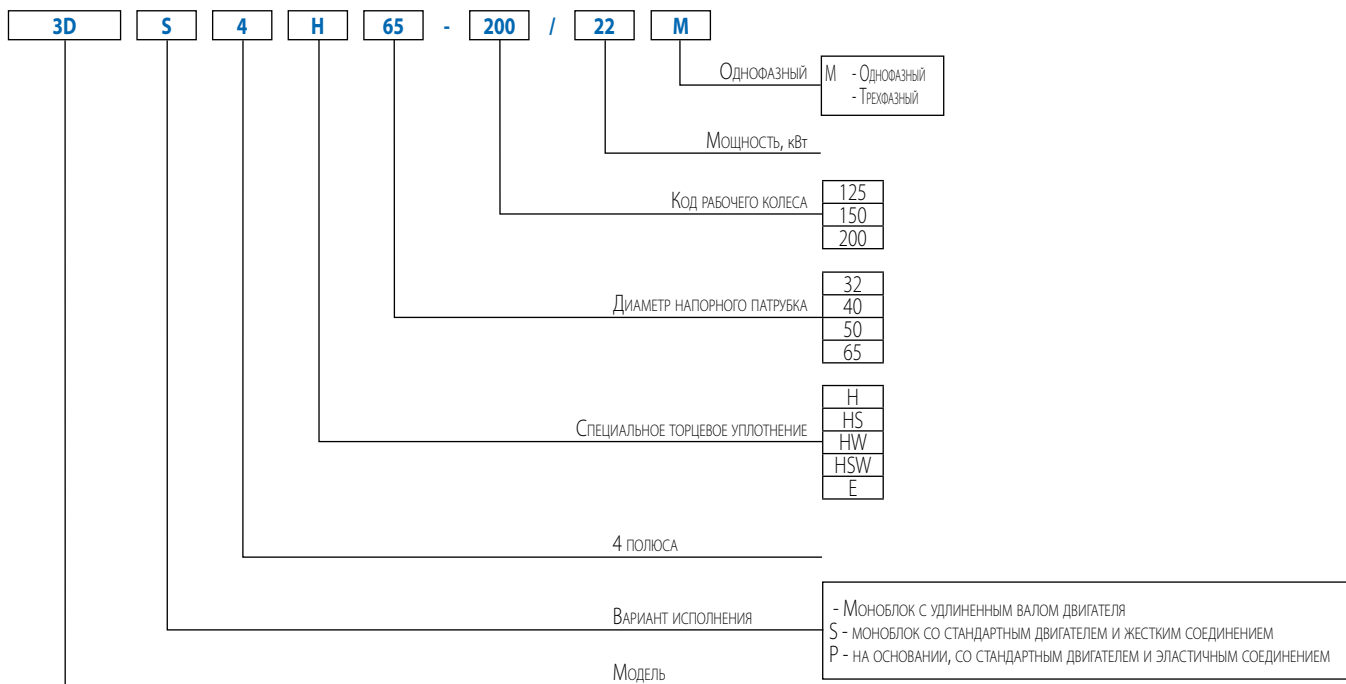 3D S 4 H 65 - 200 / 22 M
Однофазный
M - Однофазный
- Трехфазный
Мощность, кВт
Код рабочего колеса
125
150
200
Диаметр напорного патрубка
32
40
50
65
Специальное торцевое уплотнение
H
HS
HW
HSW
E
4 полюса
Вариант исполнения
- Моноблок с удлиненным валом двигателя
S - моноблок со стандартным двигателем и жестким соединением
P - на основании, со стандартным двигателем и эластичным соединением
Модель